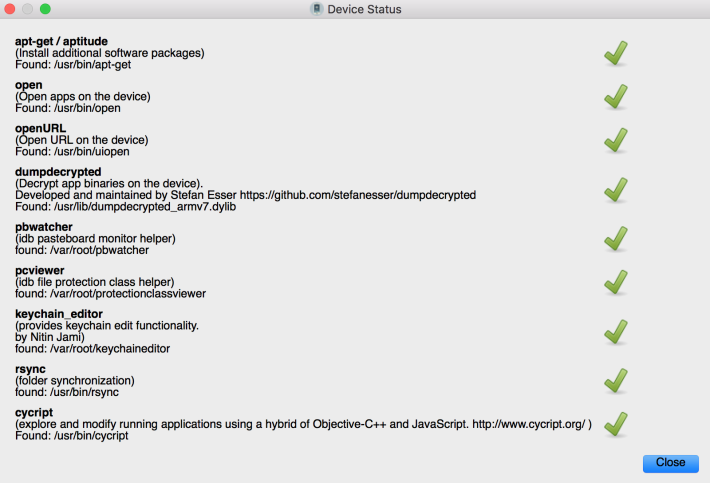 Device Status
apt-get / aptitude
(Install additional software packages)
Found: /usr/bin/apt-get
open
(Open apps on the device)
Found: /usr/bin/open
openURL
(Open URL on the device)
Found: /usr/bin/uiopen
dumpdecrypted
(Decrypt app binaries on the device).
Developed and maintained by Stefan Esser https://github.com/stefanesser/dumpdecrypted
Found: /usr/lib/dumpdecrypted_armv7.dylib
pbwatcher
(idb pasteboard monitor helper)
found: /var/root/pbwatcher
pcviewer
(idb file protection class helper)
found: /var/root/protectionclassviewer
keychain_editor
(provides keychain edit functionality.
by Nitin Jami)
found: /var/root/keychaineditor
rsync
(folder synchronization)
found: /usr/bin/rsync
cycript
(explore and modify running applications using a hybrid of Objective-C++ and JavaScript. http://www.cycript.org/ )
Found: /usr/bin/cycript
Close